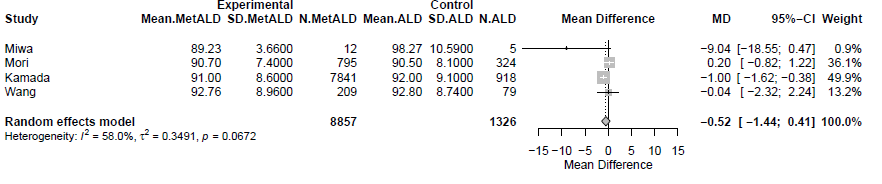 Experimental Control
Study Mean.MetALD SD.MetALD N.MetALD Mean.ALD SD.ALD N.ALD Mean Difference MD 95%−CI Weight
Miwa 89.23 3.6600 12 98.27 10.5900 5 −9.04 [−18.55; 0.47] 0.9%
Mori 90.70 7.4000 795 90.50 8.1000 324 0.20 [ −0.82; 1.22] 36.1%
Kamada 91.00 8.6000 7841 92.00 9.1000 918 −1.00 [ −1.62; −0.38] 49.9%
Wang 92.76 8.9600 209 92.80 8.7400 79 −0.04 [ −2.32; 2.24] 13.2%
Random effects model 8857 1326 −0.52 [ −1.44; 0.41] 100.0%
Heterogeneity: I² = 58.0%, τ² = 0.3491, p = 0.0672
−15 −10 −5 0 5 10 15
Mean Difference